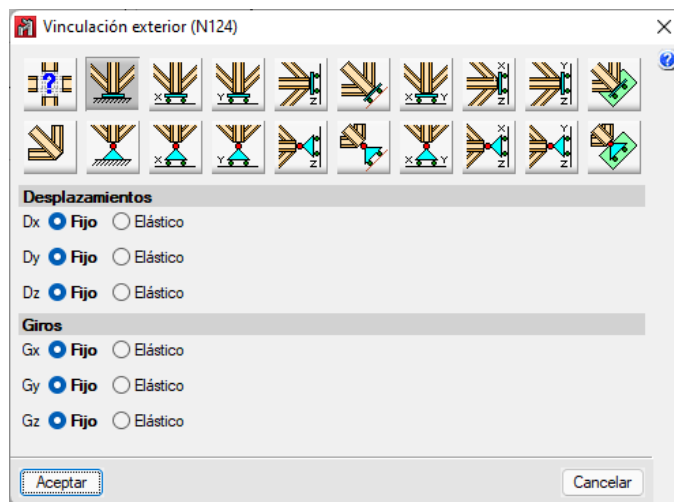 Vinculación exterior (N124)
?
X Y Z Z X Y X Z Y Z
X Y Z Z X Y X Z Y Z
Desplazamientos
Dx Fijo Elástico
Dy Fijo Elástico
Dz Fijo Elástico
Giros
Gx Fijo Elástico
Gy Fijo Elástico
Gz Fijo Elástico
Aceptar Cancelar